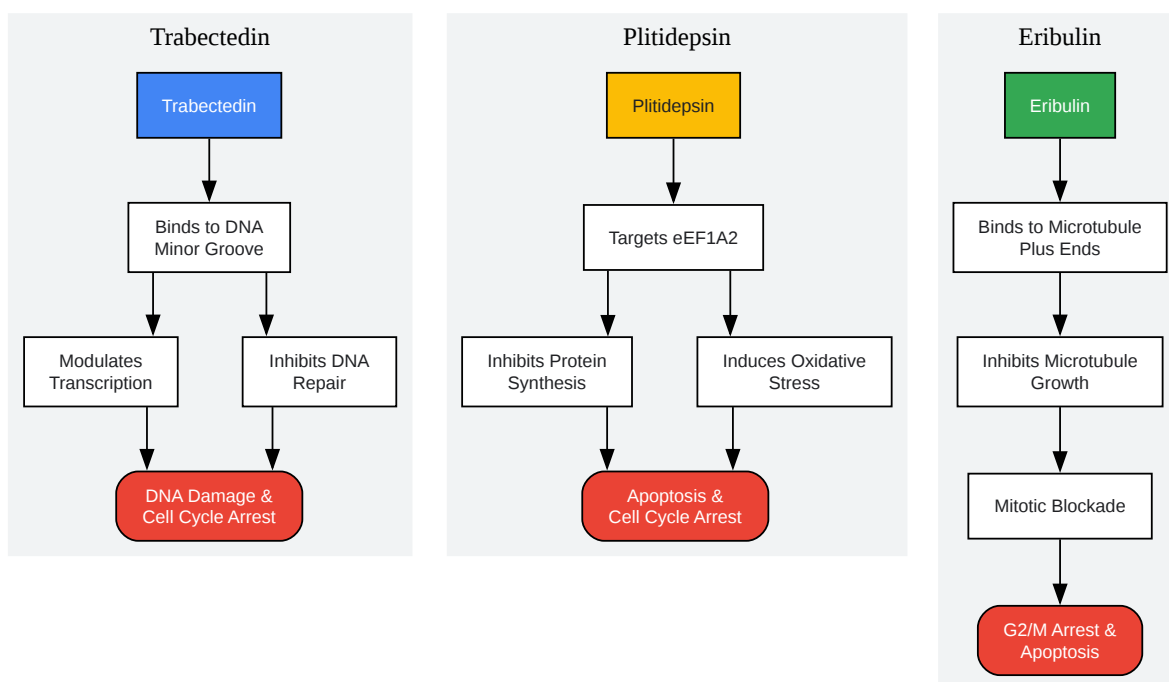 Trabectedin
Trabectedin
Binds to DNA
Minor Groove
Modulates
Transcription
Inhibits DNA
Repair
DNA Damage &
Cell Cycle Arrest
Plitidepsin
Plitidepsin
Targets eEF1A2
Inhibits Protein
Synthesis
Induces Oxidative
Stress
Apoptosis &
Cell Cycle Arrest
Eribulin
Eribulin
Binds to Microtubule
Plus Ends
Inhibits Microtubule
Growth
Mitotic Blockade
G2/M Arrest &
Apoptosis